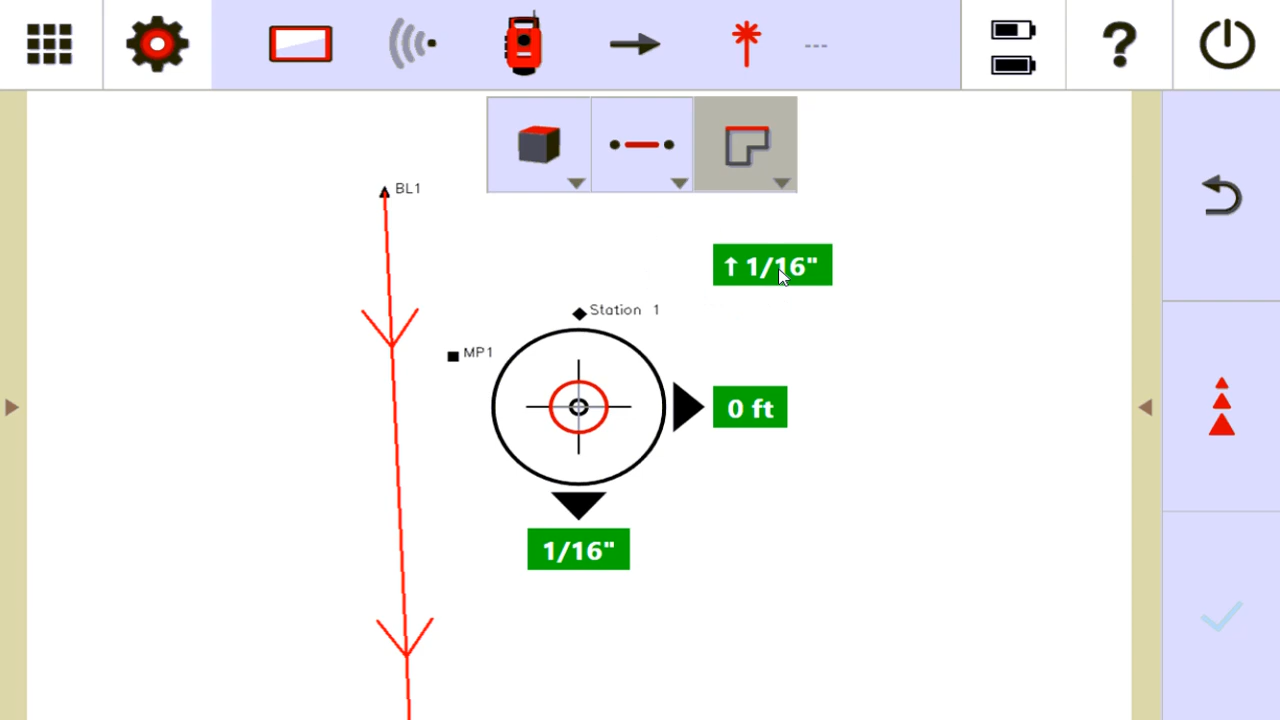 ---
?
BL1
↑ 1/16"
Station 1
MP1
0 ft
1/16"